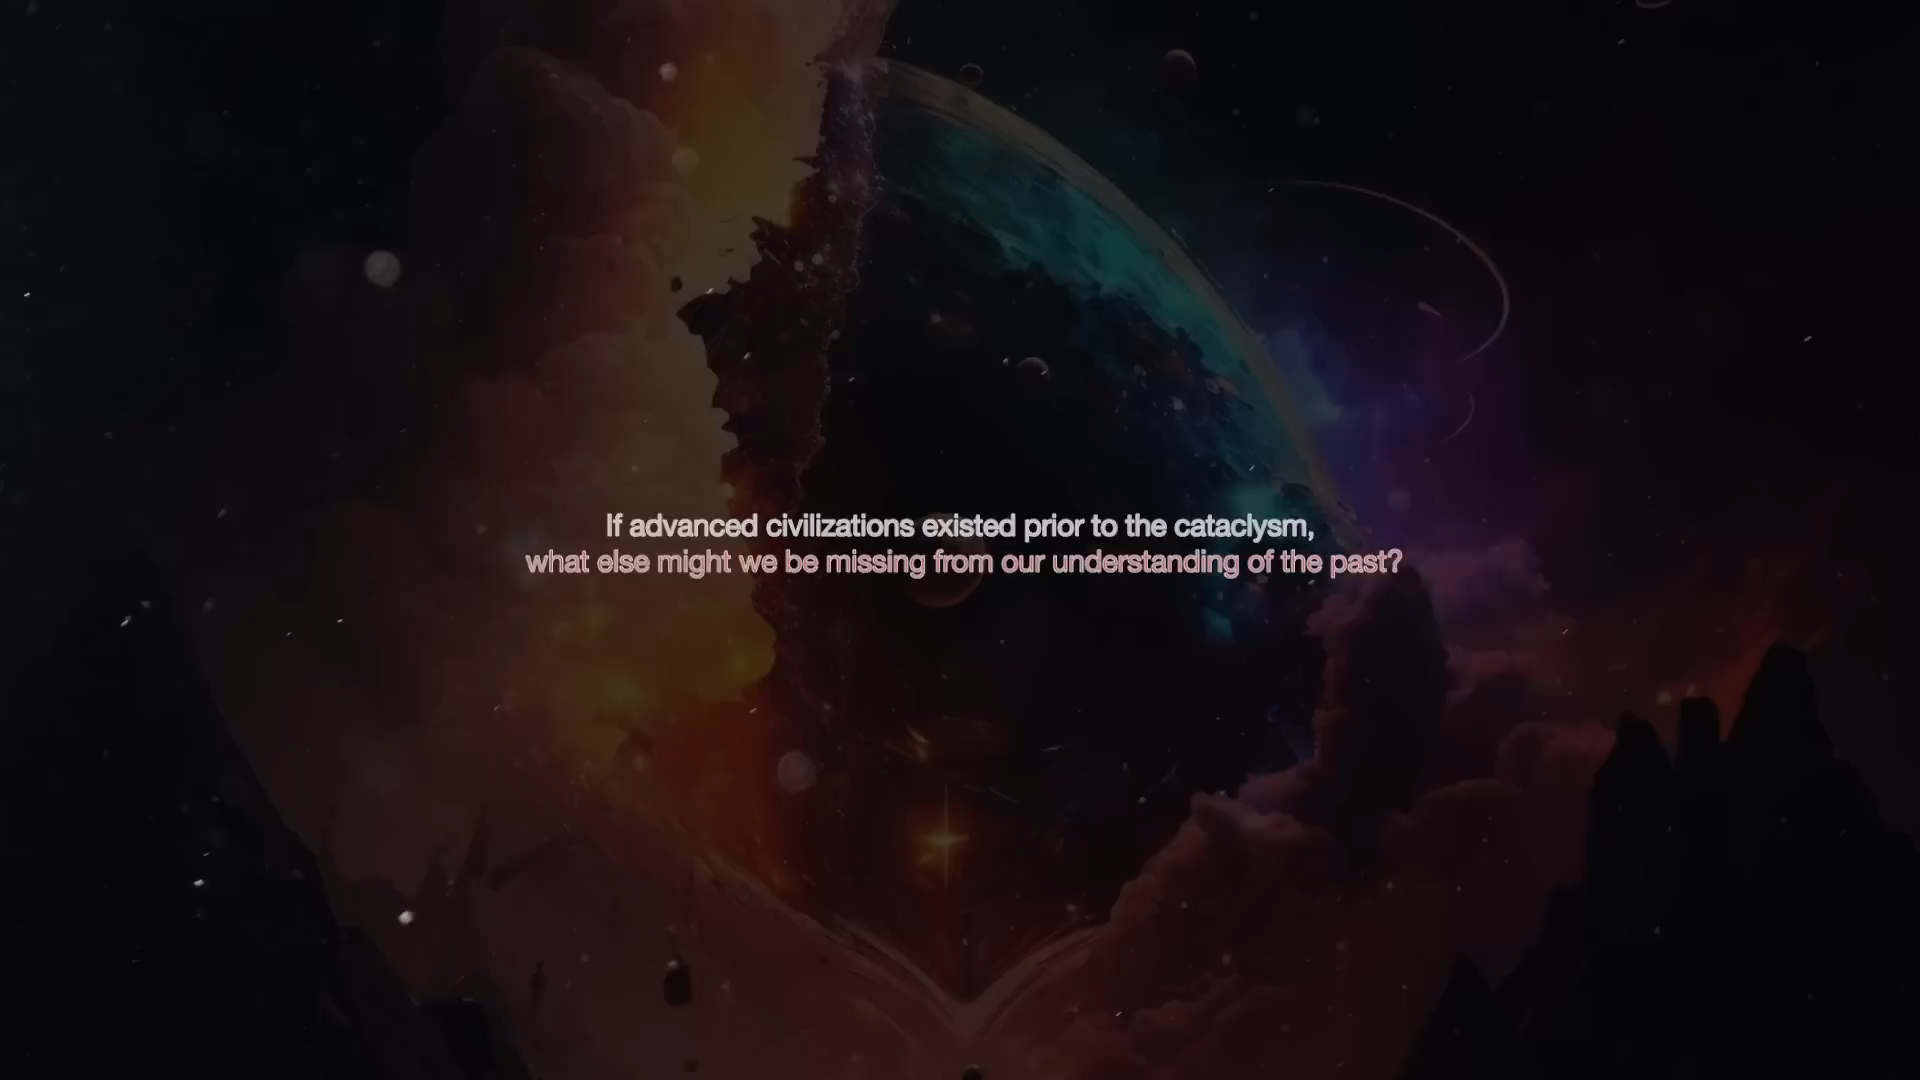 If advanced civilizations existed prior to the cataclysm,
what else might we be missing from our understanding of the past?